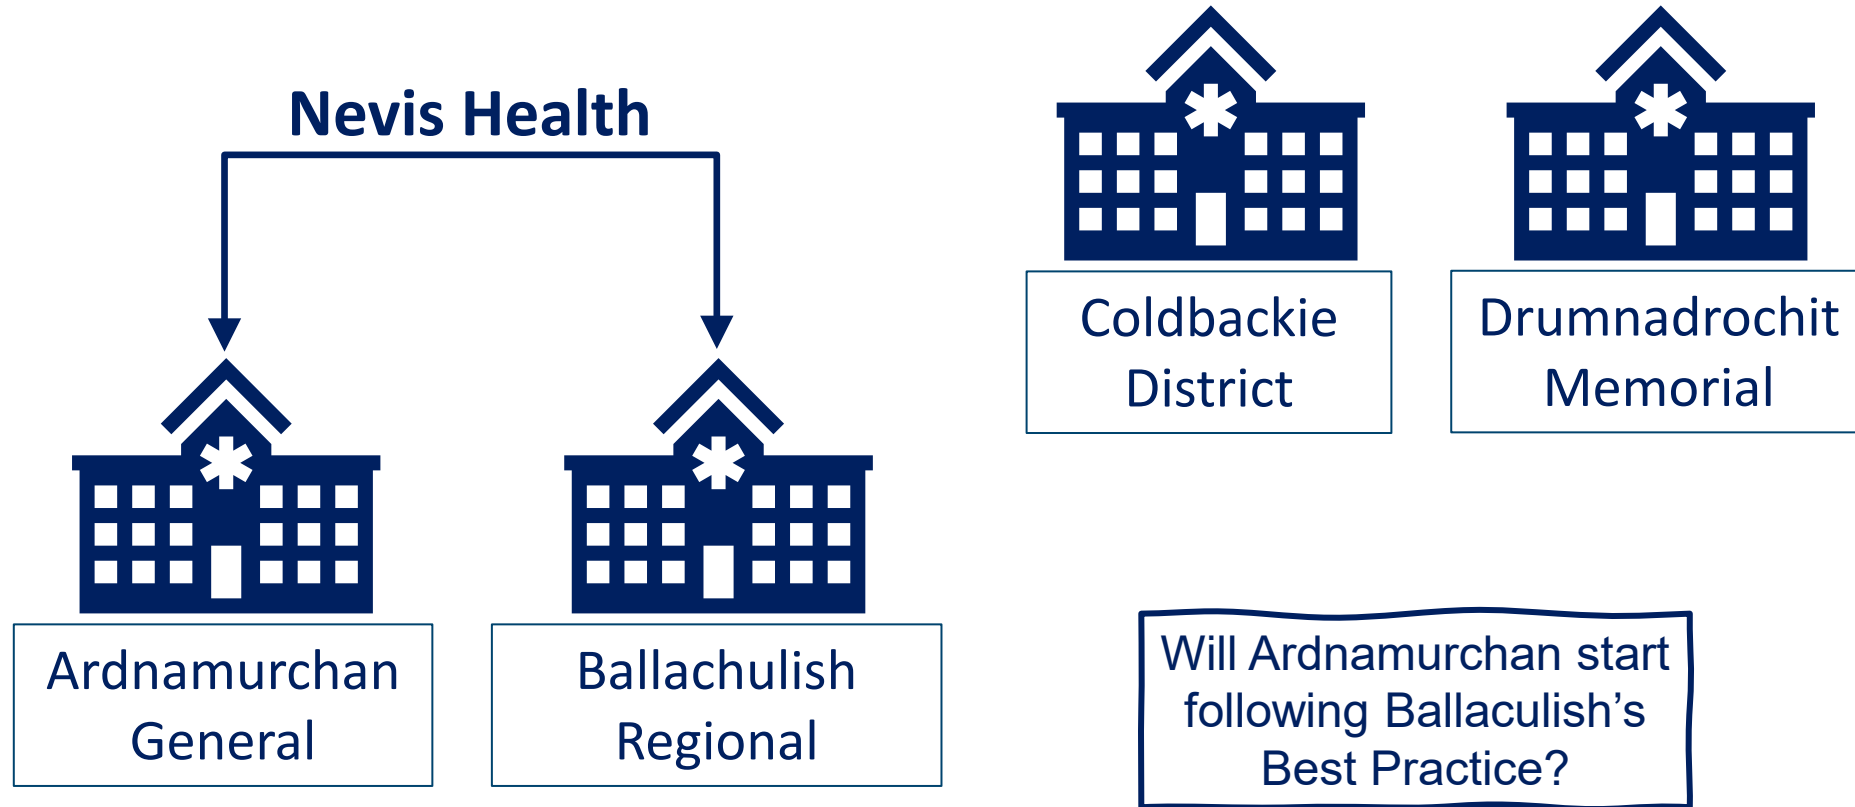 Nevis Health
Ardnamurchan
General
Ballachulish
Regional
Coldbackie
District
Drumnadrochit
Memorial
Will Ardnamurchan start
following Ballaculish’s
Best Practice?